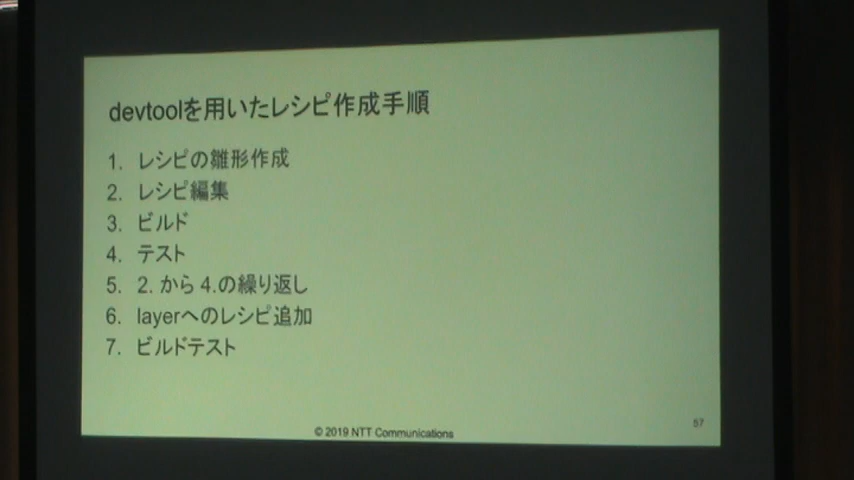 devtoolを用いたレシピ作成手順
1. レシピの雛形作成
2. レシピ編集
3. ビルド
4. テスト
5. 2. から 4.の繰り返し
6. layerへのレシピ追加
7. ビルドテスト
© 2019 NTT Communications
57